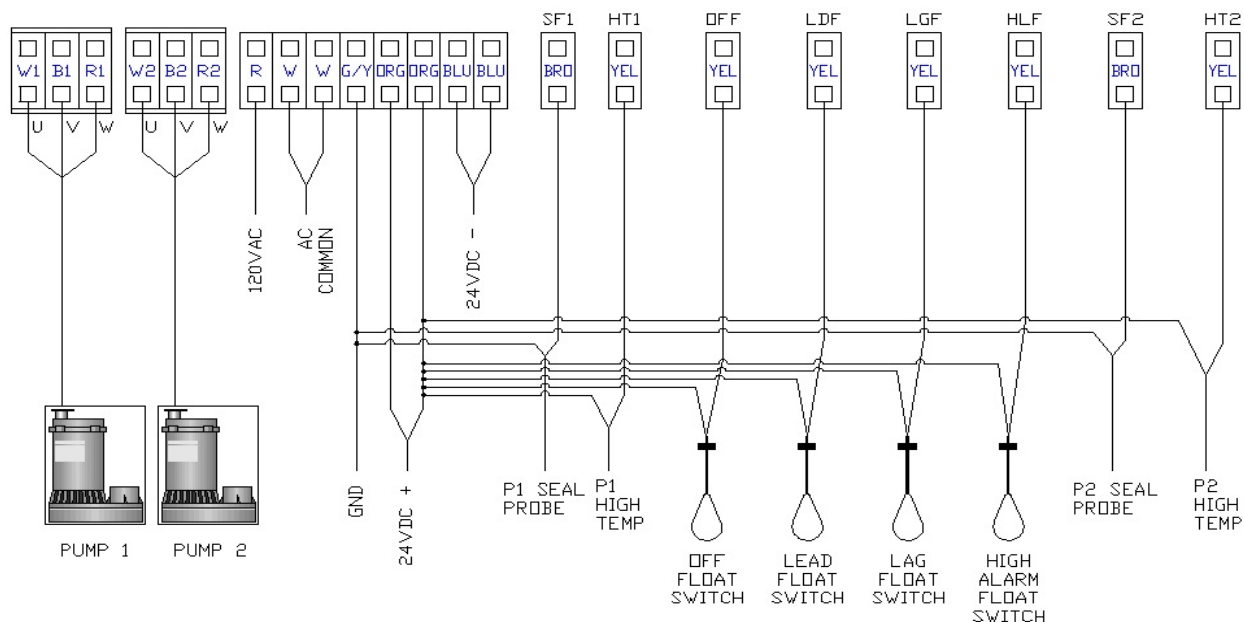 SF1 HT1 OFF LDF LGF HLF SF2 HT2
W1 B1 R1 W2 B2 R2 R W W G/Y ORG ORG BLU BLU BRO YEL YEL YEL YEL YEL BRO YEL
U V W U V W
120VAC
AC
COMMON
24VDC -
GND
24VDC +
P1 SEAL
PROBE
P1
HIGH
TEMP
P2 SEAL
PROBE
P2
HIGH
TEMP
PUMP 1
PUMP 2
OFF
FLOAT
SWITCH
LEAD
FLOAT
SWITCH
LAG
FLOAT
SWITCH
HIGH
ALARM
FLOAT
SWITCH